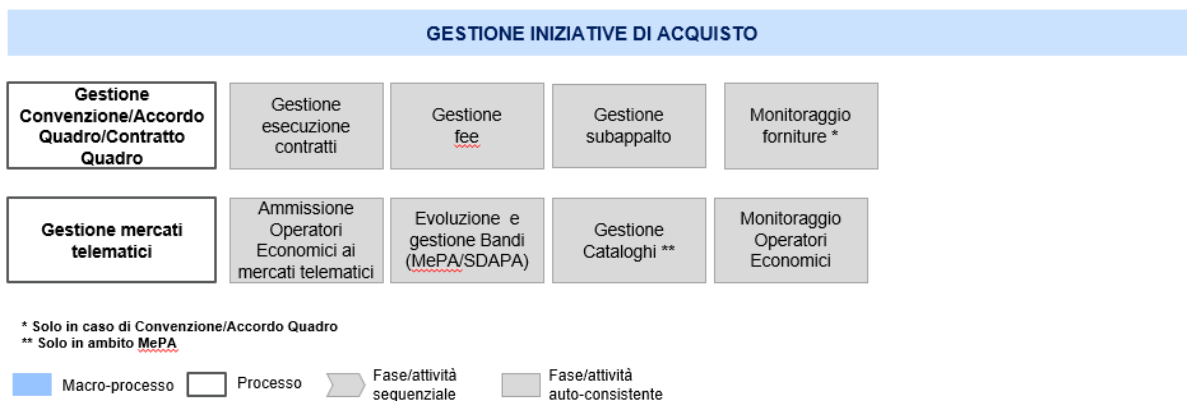 GESTIONE INIZIATIVE DI ACQUISTO
Gestione
Convenzione/Accordo
Quadro/Contratto
Quadro
Gestione
esecuzione
contratti
Gestione
fee
Gestione
subappalto
Monitoraggio
forniture *
Gestione mercati
telematici
Ammissione
Operatori
Economici ai
mercati telematici
Evoluzione e
gestione Bandi
(MePA/SDAPA)
Gestione
Cataloghi **
Monitoraggio
Operatori
Economici
* Solo in caso di Convenzione/Accordo Quadro
** Solo in ambito MePA
Macro-processo
Processo
Fase/attività
sequenziale
Fase/attività
auto-consistente